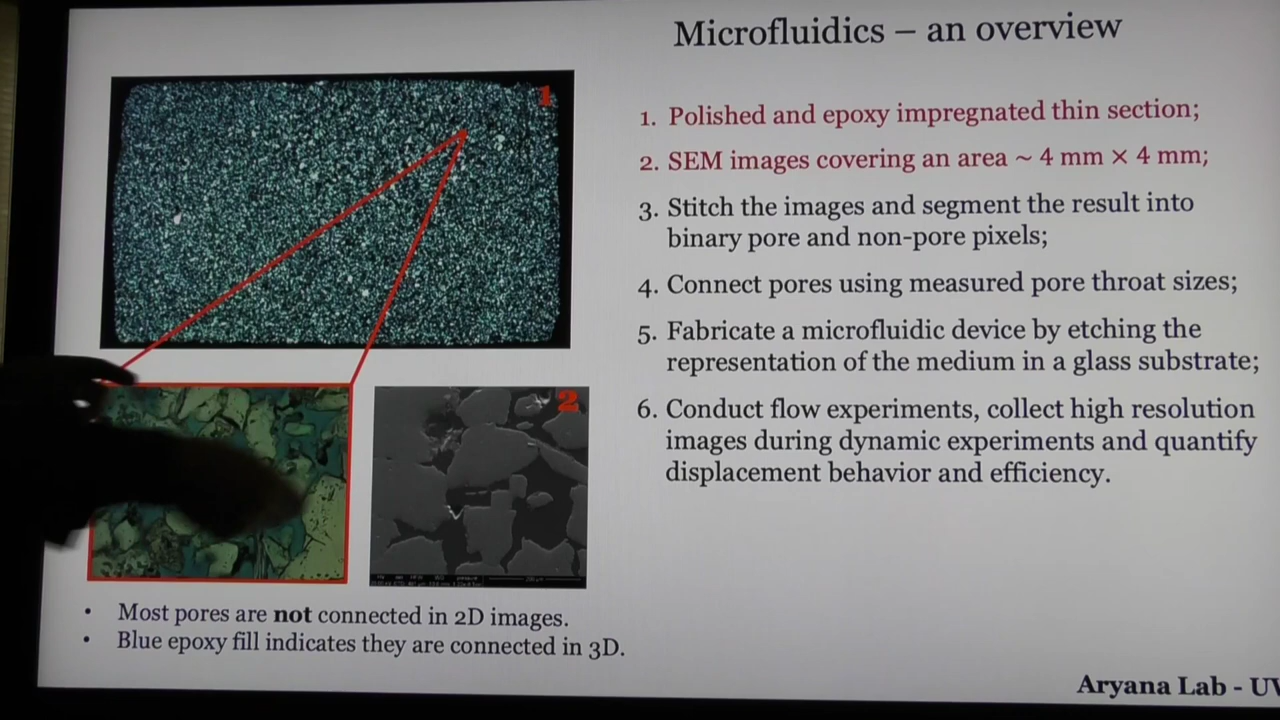 Microfluidics – an overview
1
1. Polished and epoxy impregnated thin section;
2. SEM images covering an area ~ 4 mm × 4 mm;
3. Stitch the images and segment the result into
binary pore and non-pore pixels;
4. Connect pores using measured pore throat sizes;
5. Fabricate a microfluidic device by etching the
representation of the medium in a glass substrate;
6. Conduct flow experiments, collect high resolution
images during dynamic experiments and quantify
displacement behavior and efficiency.
2
• Most pores are not connected in 2D images.
• Blue epoxy fill indicates they are connected in 3D.
Aryana Lab -